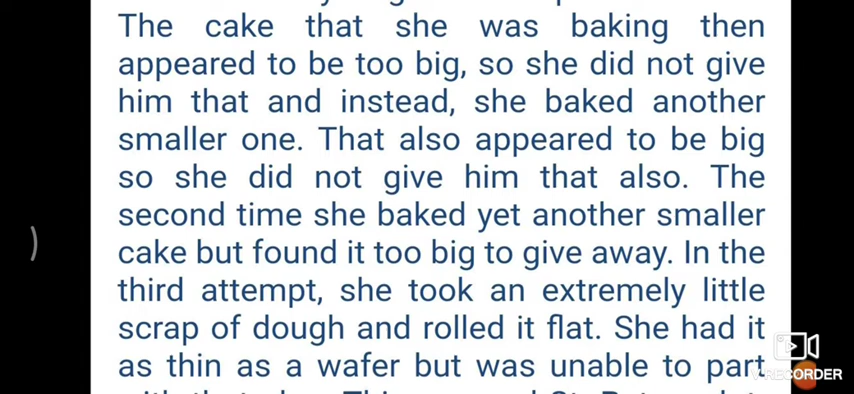 The cake that she was baking then
appeared to be too big, so she did not give
him that and instead, she baked another
smaller one. That also appeared to be big
so she did not give him that also. The
second time she baked yet another smaller
cake but found it too big to give away. In the
third attempt, she took an extremely little
scrap of dough and rolled it flat. She had it
as thin as a wafer but was unable to part
V-RECORDER